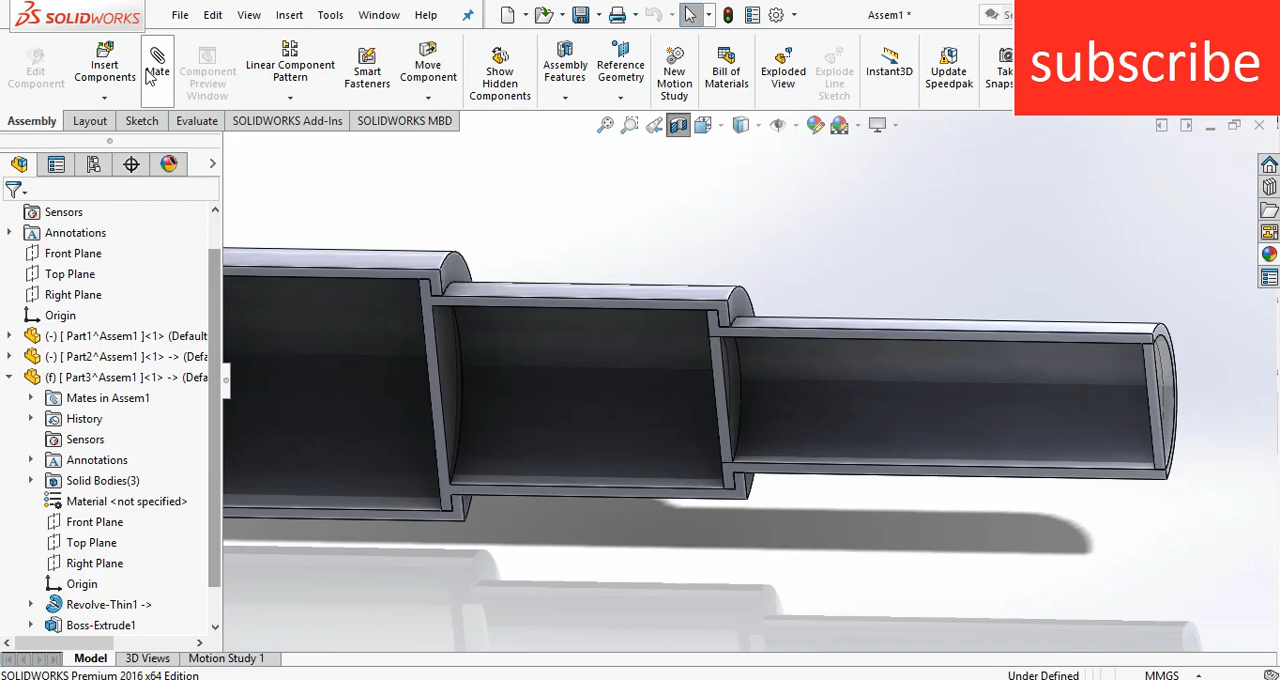 SOLIDWORKS
File Edit View Insert Tools Window Help
Assem1 *
subscribe
Edit Component
Insert Components
Mate
Component Preview Window
Linear Component Pattern
Smart Fasteners
Move Component
Show Hidden Components
Assembly Features
Reference Geometry
New Motion Study
Bill of Materials
Exploded View
Explode Line Sketch
Instant3D
Update Speedpak
Assembly Layout Sketch Evaluate SOLIDWORKS Add-Ins SOLIDWORKS MBD
Sensors
Annotations
Front Plane
Top Plane
Right Plane
Origin
(-) [ Part1^Assem1 ]<1> (Default
(-) [ Part2^Assem1 ]<1> -> (Defa
(f) [ Part3^Assem1 ]<1> -> (Defa
Mates in Assem1
History
Sensors
Annotations
Solid Bodies(3)
Material <not specified>
Front Plane
Top Plane
Right Plane
Origin
Revolve-Thin1 ->
Boss-Extrude1
Model 3D Views Motion Study 1
SOLIDWORKS Premium 2016 x64 Edition
Under Defined MMGS